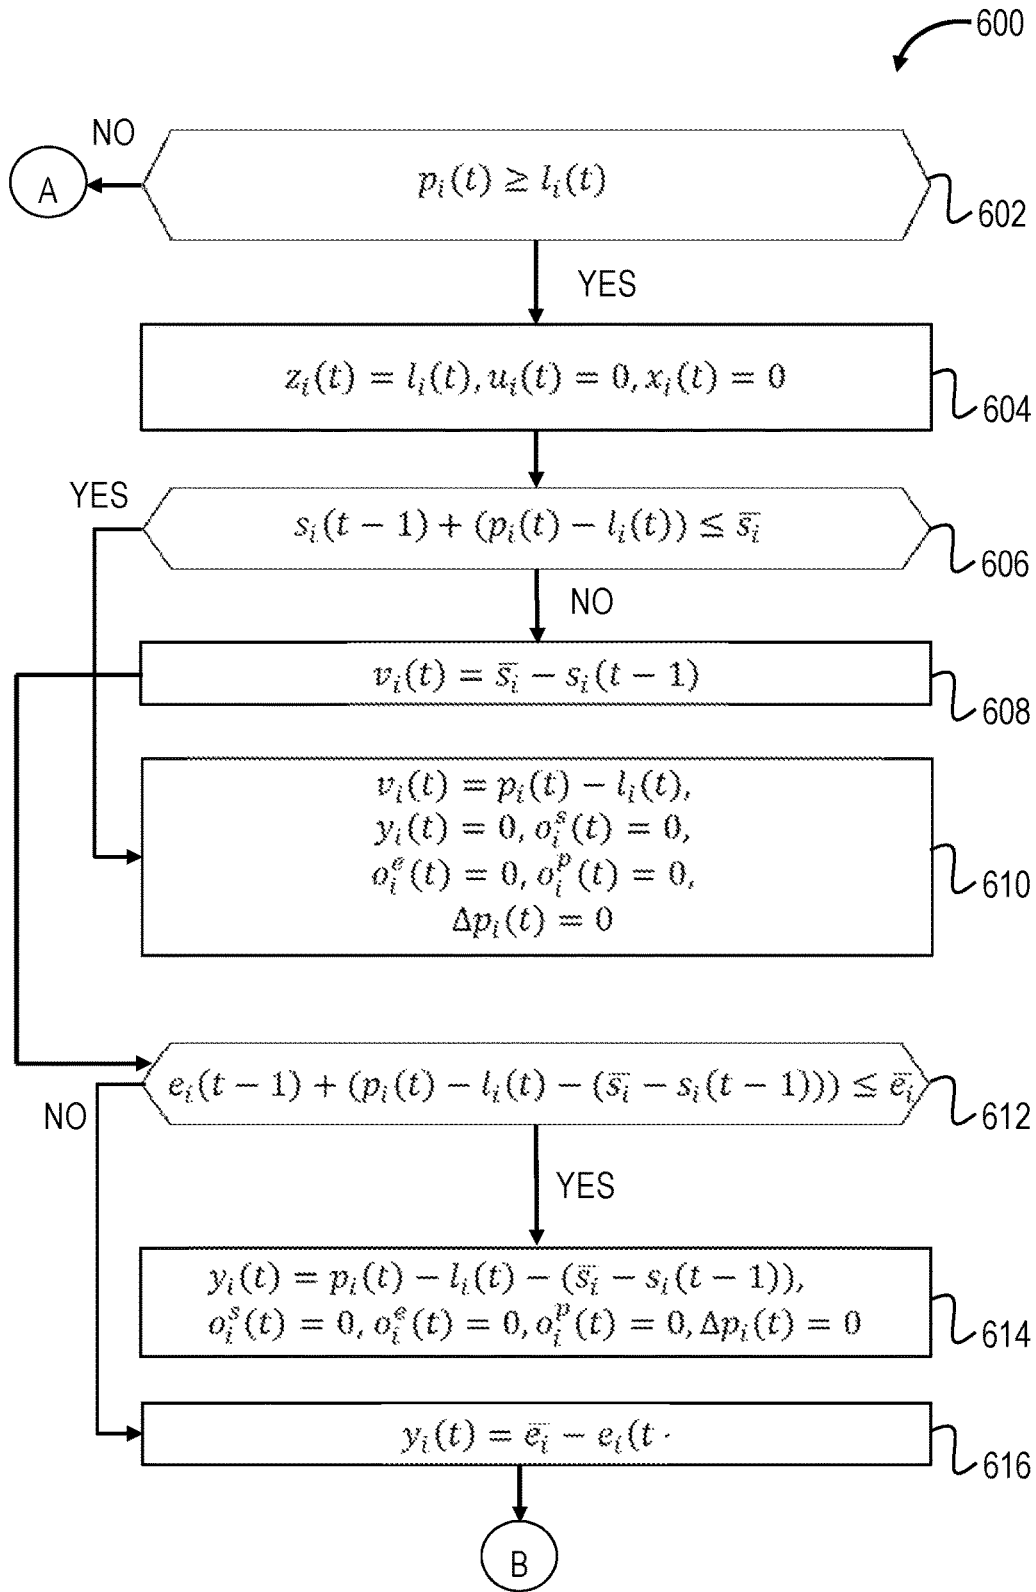 600
NO
A
pᵢ(t) ≥ lᵢ(t)
602
YES
zᵢ(t) = lᵢ(t), uᵢ(t) = 0, xᵢ(t) = 0
604
YES
sᵢ(t − 1) + (pᵢ(t) − lᵢ(t)) ≤ s̅ᵢ
606
NO
vᵢ(t) = s̅ᵢ − sᵢ(t − 1)
608
vᵢ(t) = pᵢ(t) − lᵢ(t),
yᵢ(t) = 0, oᵢˢ(t) = 0,
oᵢᵉ(t) = 0, oᵢᵖ(t) = 0,
Δpᵢ(t) = 0
610
eᵢ(t − 1) + (pᵢ(t) − lᵢ(t) − (s̅ᵢ − sᵢ(t − 1))) ≤ e̅ᵢ
612
NO
YES
yᵢ(t) = pᵢ(t) − lᵢ(t) − (s̅ᵢ − sᵢ(t − 1)),
oᵢˢ(t) = 0, oᵢᵉ(t) = 0, oᵢᵖ(t) = 0, Δpᵢ(t) = 0
614
yᵢ(t) = e̅ᵢ − eᵢ(t ·
616
B